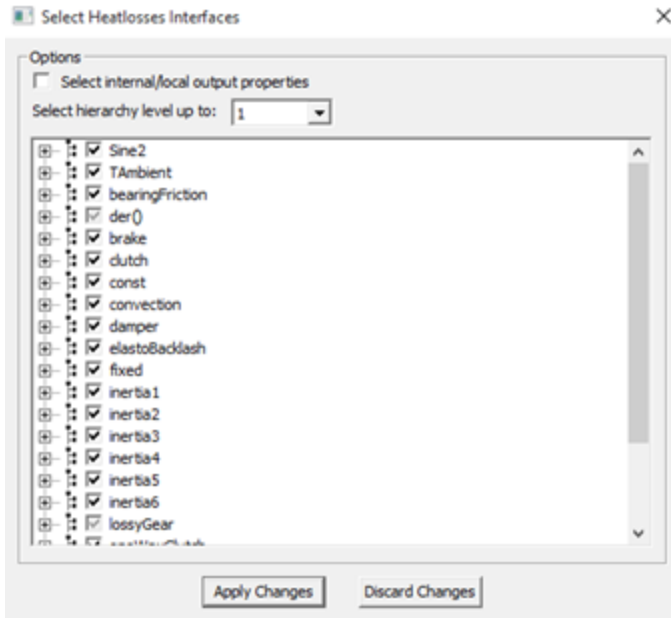 Select Heatlosses Interfaces
Options
Select internal/local output properties
Select hierarchy level up to: 1
Sine2
TAmbient
bearingFriction
der()
brake
clutch
const
convection
damper
elastoBacklash
fixed
inertia1
inertia2
inertia3
inertia4
inertia5
inertia6
lossyGear
Apply Changes Discard Changes